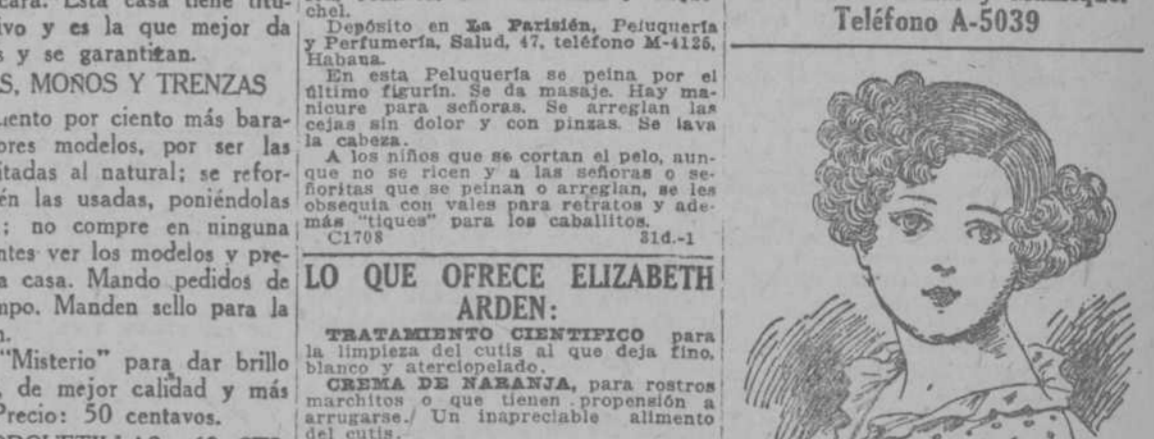 cara. Esta casa tiene títu-
ivo y es la que mejor da
s y se garantizan.
S, MOÑOS Y TRENZAS
iento por ciento más bara-
ores modelos, por ser las
itadas al natural; se refor-
én las usadas, poniéndolas
; no compre en ninguna
ntes ver los modelos y pre-
a casa. Mando pedidos de
mpo. Manden sello para la
n.
"Misterio" para dar brillo
, de mejor calidad y más
Precio: 50 centavos.
chel.
Depósito en La Parisién, Peluquería
y Perfumería, Salud, 47, teléfono M-4125,
Habana.
En esta Peluquería se peina por el
último figurín. Se da masaje. Hay ma-
nicure para señoras. Se arreglan las
cejas sin dolor y con pinzas. Se lava
la cabeza.
A los niños que se cortan el pelo, aun-
que no se ricen y a las señoras o se-
ñoritas que se peinan o arreglan, se les
obsequia con vales para retratos y ade-
más "tiques" para los caballitos.
C1708 31d.-1
LO QUE OFRECE ELIZABETH
ARDEN:
TRATAMIENTO CIENTIFICO para
la limpieza del cutis al que deja fino,
blanco y aterciopelado.
CREMA DE NARANJA, para rostros
marchitos o que tienen propensión a
arrugarse. Un inapreciable alimento
del cutis.
Teléfono A-5039